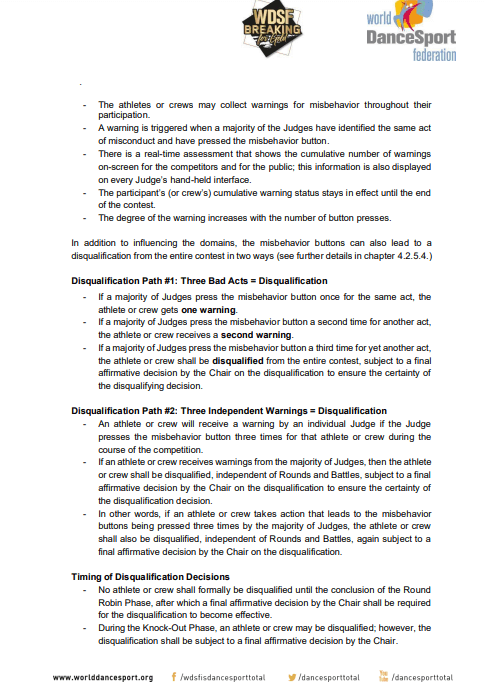 WDSF
BREAKING
for Gold
world
DanceSport
federation
.
- The athletes or crews may collect warnings for misbehavior throughout their
participation.
- A warning is triggered when a majority of the Judges have identified the same act
of misconduct and have pressed the misbehavior button.
- There is a real-time assessment that shows the cumulative number of warnings
on-screen for the competitors and for the public; this information is also displayed
on every Judge's hand-held interface.
- The participant's (or crew's) cumulative warning status stays in effect until the end
of the contest.
- The degree of the warning increases with the number of button presses.
In addition to influencing the domains, the misbehavior buttons can also lead to a
disqualification from the entire contest in two ways (see further details in chapter 4.2.5.4.)
Disqualification Path #1: Three Bad Acts = Disqualification
- If a majority of Judges press the misbehavior button once for the same act, the
athlete or crew gets one warning.
- If a majority of Judges press the misbehavior button a second time for another act,
the athlete or crew receives a second warning.
- If a majority of Judges press the misbehavior button a third time for yet another act,
the athlete or crew shall be disqualified from the entire contest, subject to a final
affirmative decision by the Chair on the disqualification to ensure the certainty of
the disqualifying decision.
Disqualification Path #2: Three Independent Warnings = Disqualification
- An athlete or crew will receive a warning by an individual Judge if the Judge
presses the misbehavior button three times for that athlete or crew during the
course of the competition.
- If an athlete or crew receives warnings from the majority of Judges, then the athlete
or crew shall be disqualified, independent of Rounds and Battles, subject to a final
affirmative decision by the Chair on the disqualification to ensure the certainty of
the disqualification decision.
- In other words, if an athlete or crew takes action that leads to the misbehavior
buttons being pressed three times by the majority of Judges, the athlete or crew
shall also be disqualified, independent of Rounds and Battles, again subject to a
final affirmative decision by the Chair on the disqualification.
Timing of Disqualification Decisions
- No athlete or crew shall formally be disqualified until the conclusion of the Round
Robin Phase, after which a final affirmative decision by the Chair shall be required
for the disqualification to become effective.
- During the Knock-Out Phase, an athlete or crew may be disqualified; however, the
disqualification shall be subject to a final affirmative decision by the Chair.
www.worlddancesport.org /wdsfisdancesporttotal /dancesporttotal /dancesporttotal